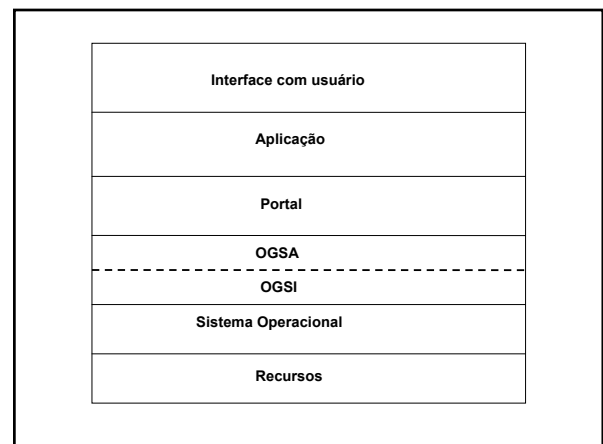 Interface com usuário
Aplicação
Portal
OGSA
OGSI
Sistema Operacional
Recursos